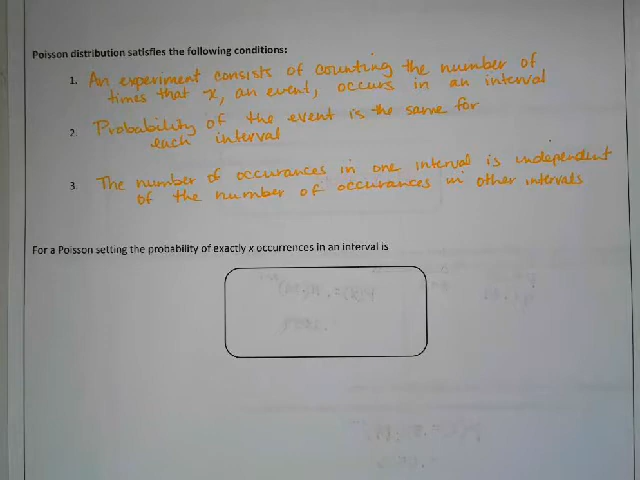 Poisson distribution satisfies the following conditions:
1. An experiment consists of counting the number of
times that x, an event, occurs in an interval
2. Probability of the event is the same for
each interval
3. The number of occurances in one interval is independent
of the number of occurances in other intervals
For a Poisson setting the probability of exactly x occurrences in an interval is